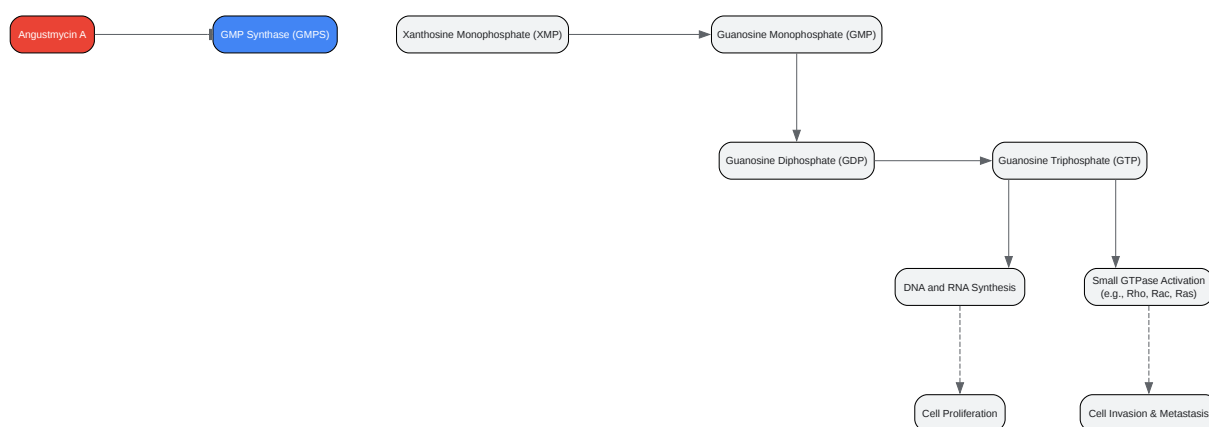 Angustmycin A
GMP Synthase (GMPS)
Xanthosine Monophosphate (XMP)
Guanosine Monophosphate (GMP)
Guanosine Diphosphate (GDP)
Guanosine Triphosphate (GTP)
DNA and RNA Synthesis
Small GTPase Activation
(e.g., Rho, Rac, Ras)
Cell Proliferation
Cell Invasion & Metastasis